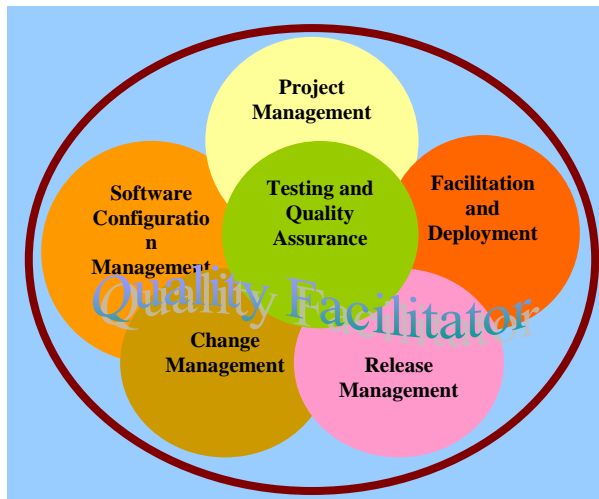 Project
Management
Software
Configuratio
n
Management
Testing and
Quality
Assurance
Facilitation
and
Deployment
Quality Facilitator
Change
Management
Release
Management